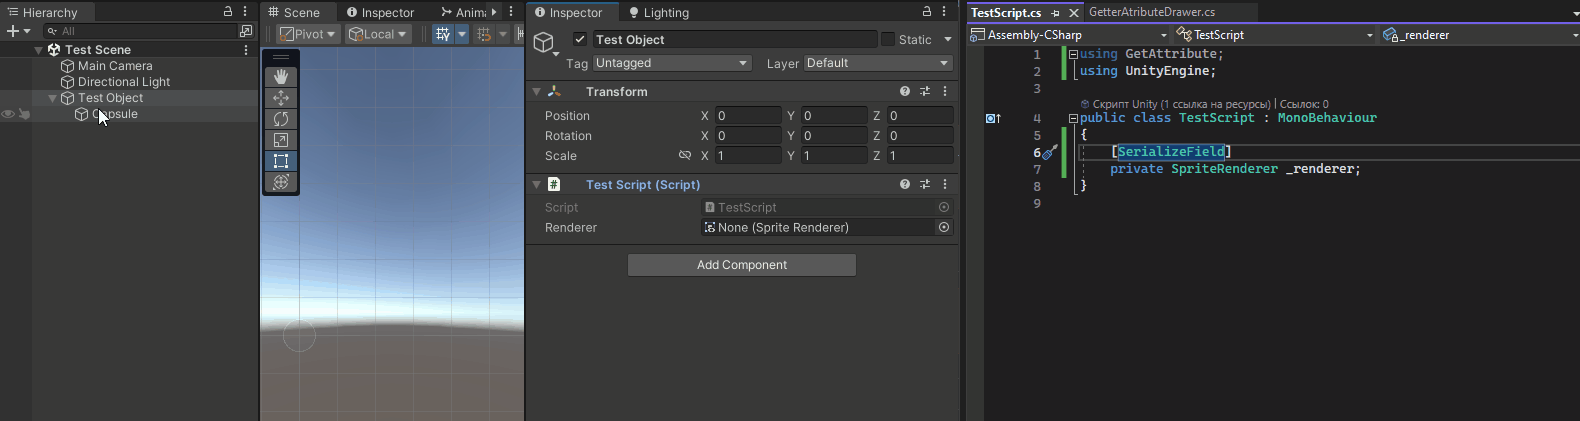 Hierarchy
All
Test Scene
Main Camera
Directional Light
Test Object
Capsule
Scene
Inspector
Anima
Pivot
Local
Inspector
Lighting
Test Object
Static
Tag Untagged
Layer Default
Transform
Position X 0 Y 0 Z 0
Rotation X 0 Y 0 Z 0
Scale X 1 Y 1 Z 1
Test Script (Script)
Script TestScript
Renderer None (Sprite Renderer)
Add Component
TestScript.cs
GetterAtributeDrawer.cs
Assembly-CSharp
TestScript
_renderer
1 using GetAttribute;
2 using UnityEngine;
3
Скрипт Unity (1 ссылка на ресурсы) | Ссылок: 0
4 public class TestScript : MonoBehaviour
5 {
6 [SerializeField]
7 private SpriteRenderer _renderer;
8 }
9